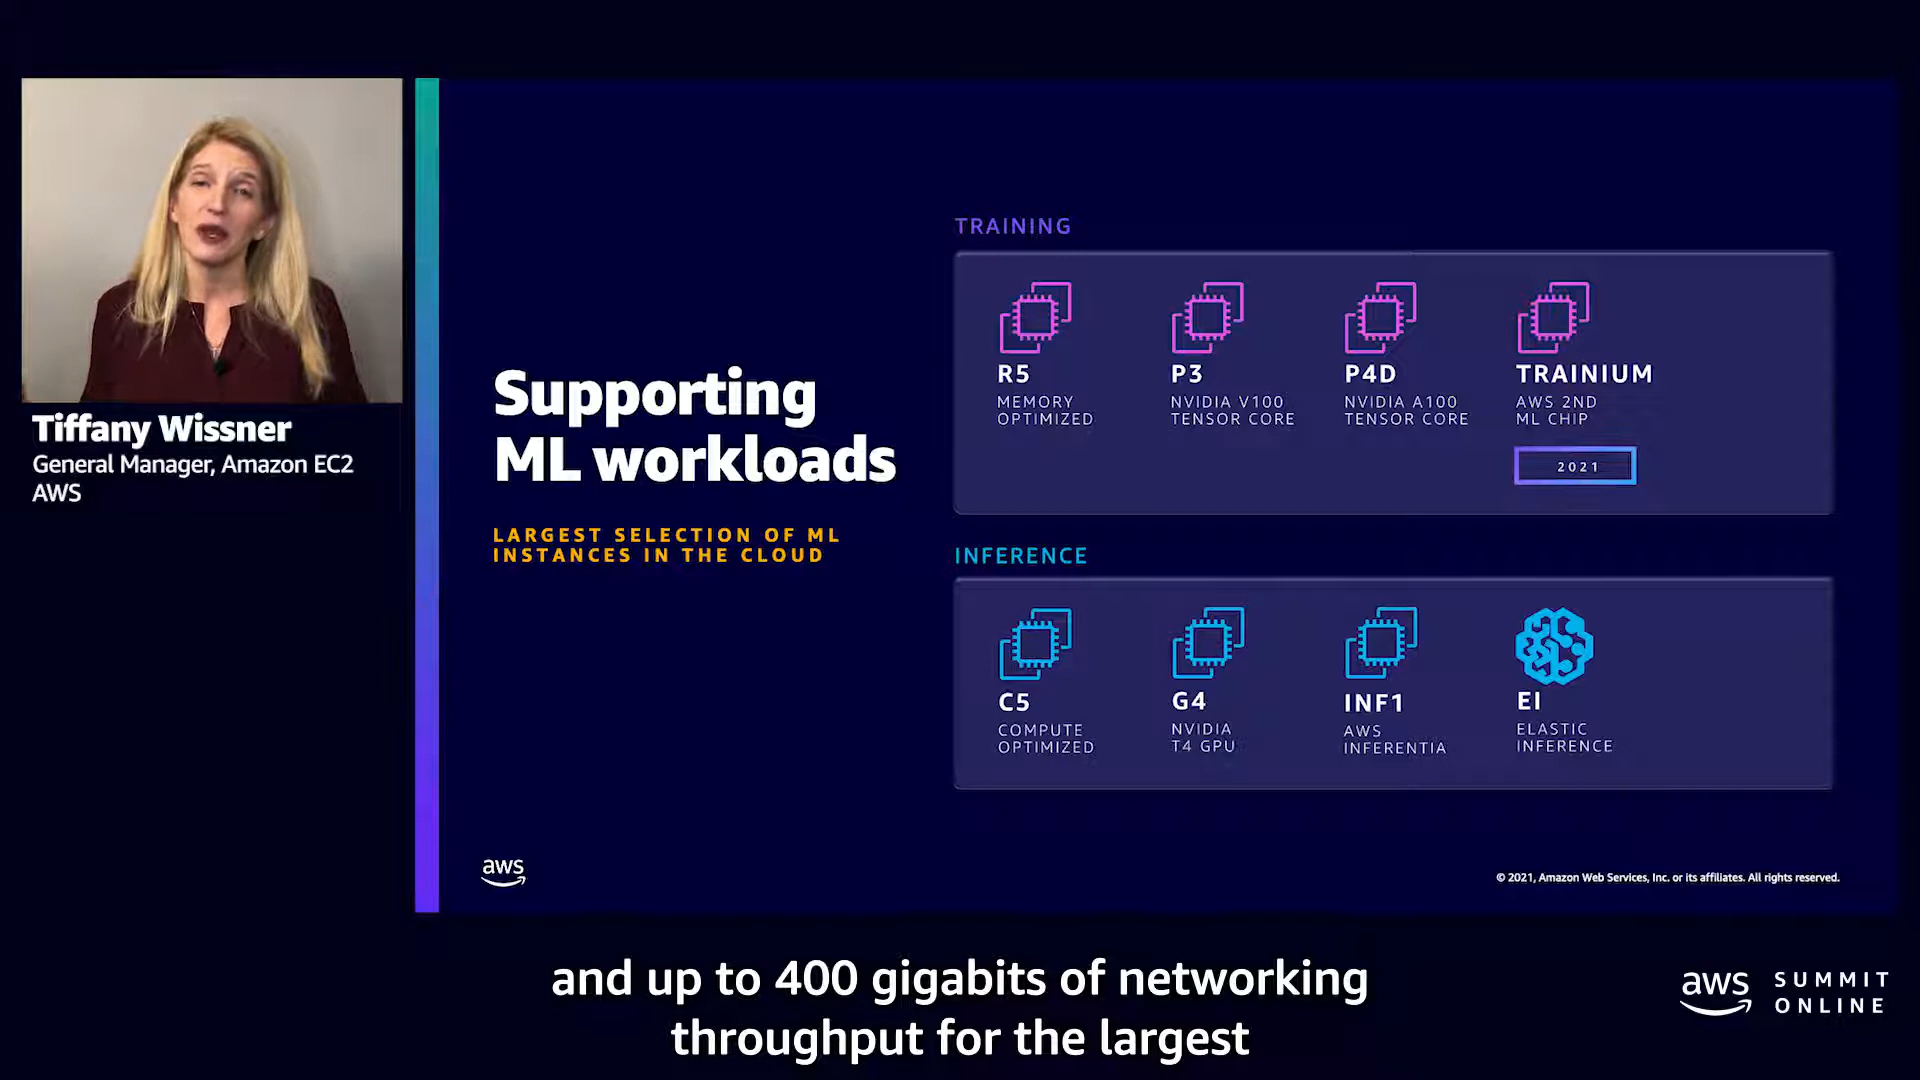 Tiffany Wissner
General Manager, Amazon EC2
AWS
Supporting
ML workloads
LARGEST SELECTION OF ML
INSTANCES IN THE CLOUD
TRAINING
R5
MEMORY
OPTIMIZED
P3
NVIDIA V100
TENSOR CORE
P4D
NVIDIA A100
TENSOR CORE
TRAINIUM
AWS 2ND
ML CHIP
2021
INFERENCE
C5
COMPUTE
OPTIMIZED
G4
NVIDIA
T4 GPU
INF1
AWS
INFERENTIA
EI
ELASTIC
INFERENCE
aws
© 2021, Amazon Web Services, Inc. or its affiliates. All rights reserved.
and up to 400 gigabits of networking
throughput for the largest
aws
SUMMIT
ONLINE